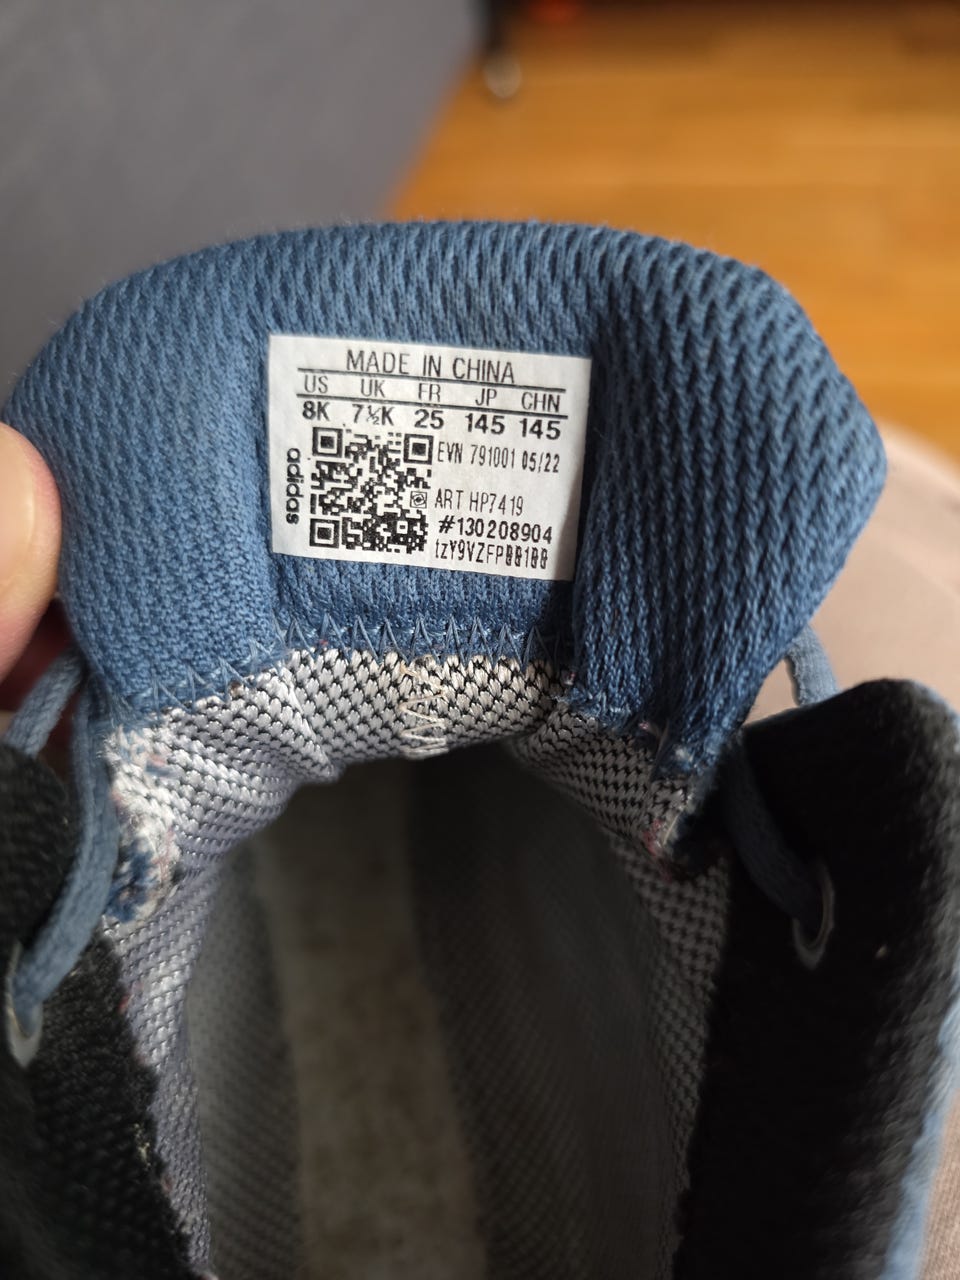 MADE IN CHINA
US UK FR JP CHN
8K 7½K 25 145 145
adidas
EVN 791001 05/22
ART HP7419
#130208904